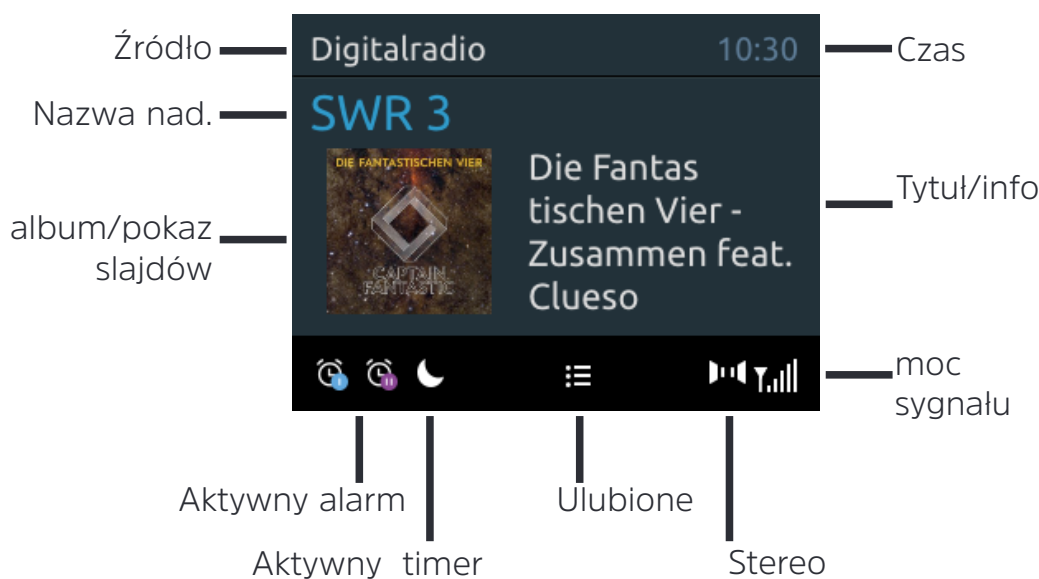 Źródło
Digitalradio
10:30
Czas
Nazwa nad.
SWR 3
DIE FANTASTISCHEN VIER
Die Fantas
tischen Vier -
Zusammen feat.
Clueso
Tytuł/info
album/pokaz
slajdów
CAPTAIN
FANTASTIC
moc
sygnału
Aktywny alarm
Ulubione
Aktywny timer
Stereo